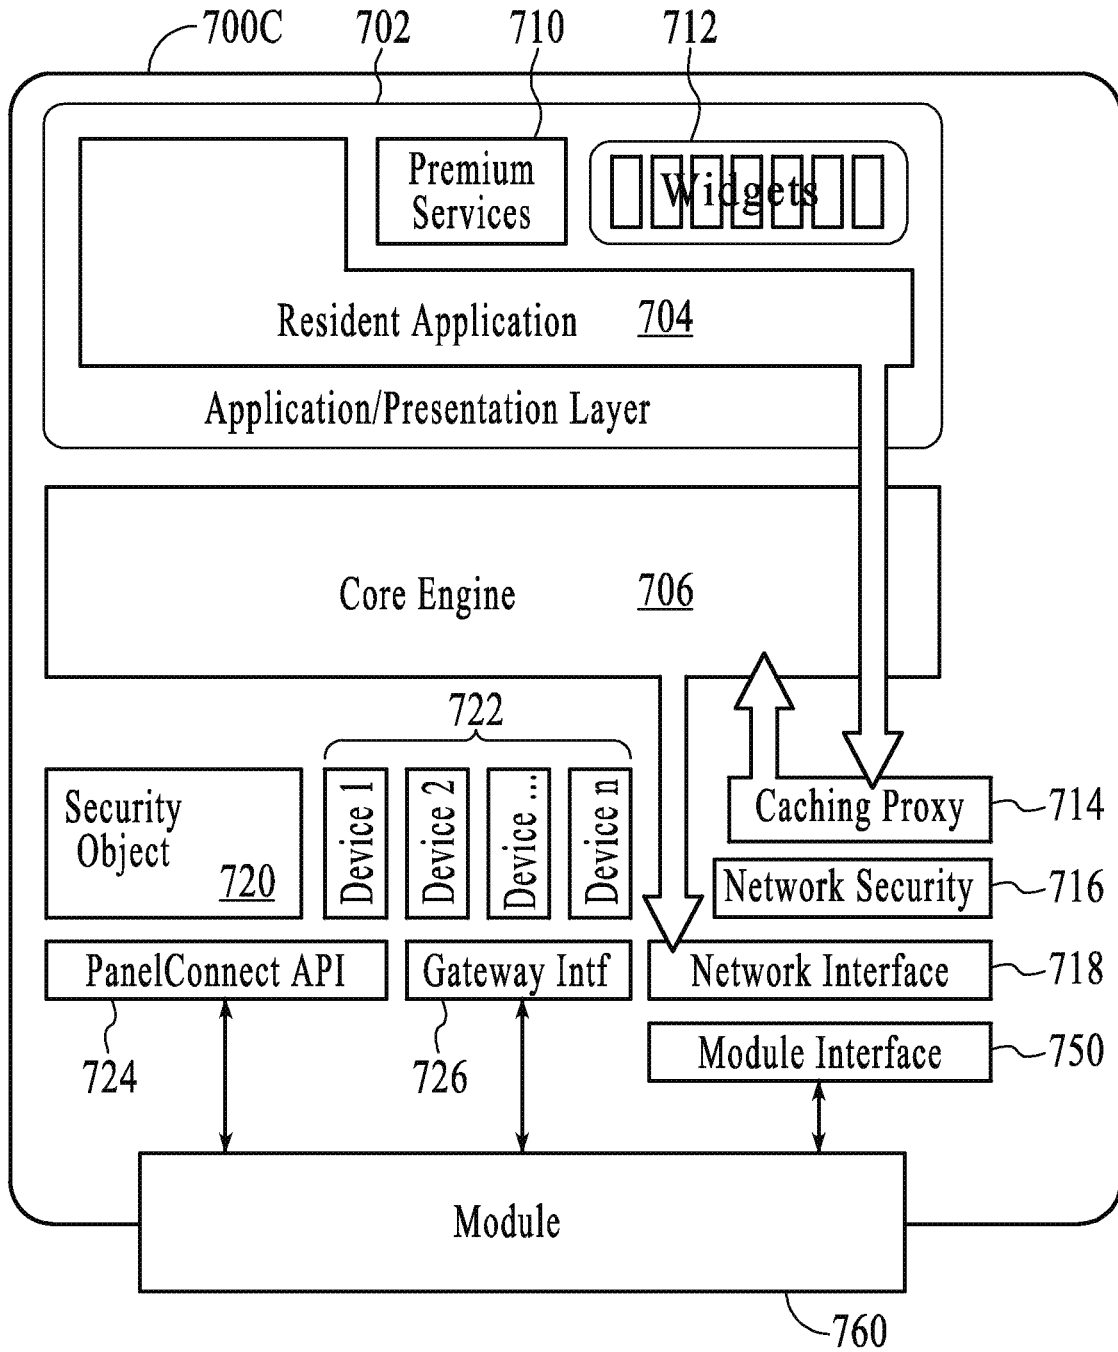 700C 702 710 712
Premium
Services
Widgets
Resident Application 704
Application/Presentation Layer
Core Engine 706
722
Security
Object
720
Device 1
Device 2
Device ...
Device n
Caching Proxy 714
Network Security 716
PanelConnect API
Gateway Intf
Network Interface 718
724
726
Module Interface 750
Module
760